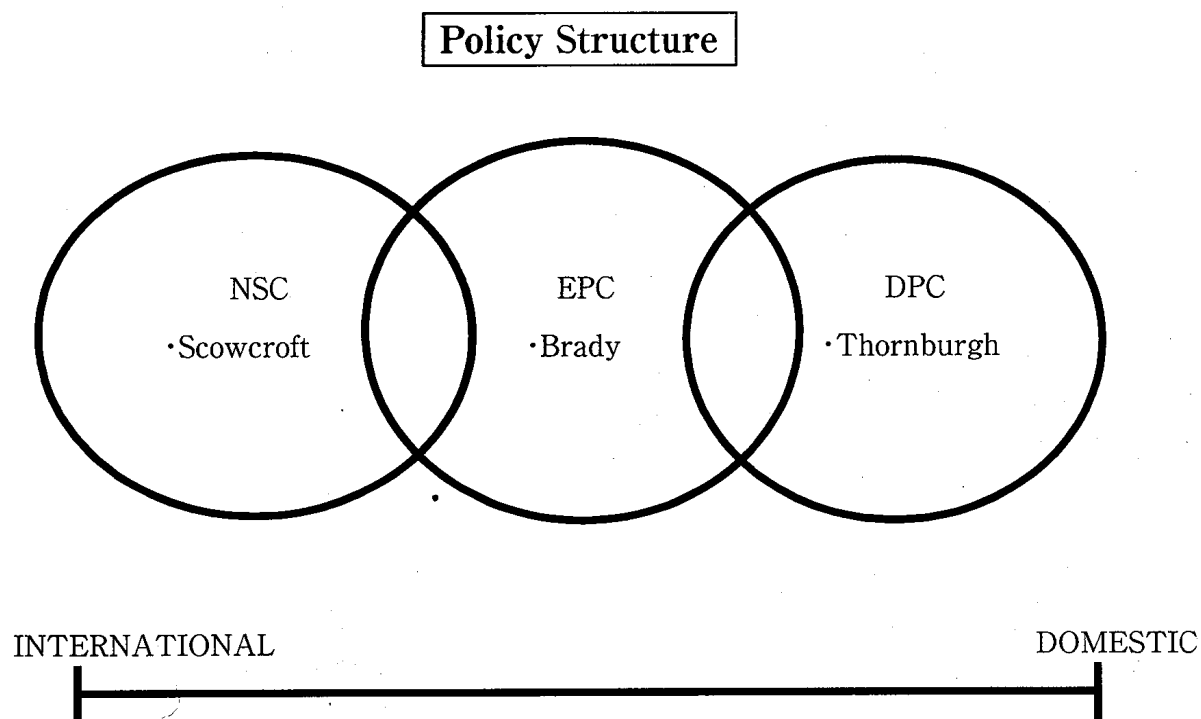 Policy Structure
NSC
·Scowcroft
EPC
·Brady
DPC
·Thornburgh
INTERNATIONAL
DOMESTIC